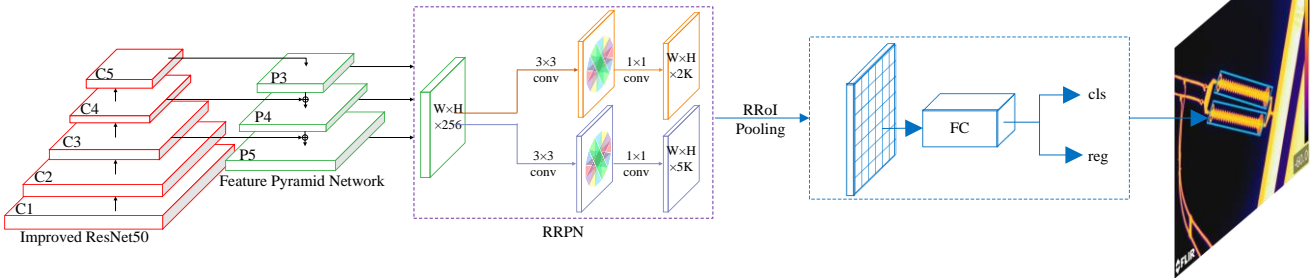 C5
C4
C3
C2
C1
Improved ResNet50
P3
P4
P5
Feature Pyramid Network
W×H
×256
3×3
conv
1×1
conv
W×H
×2K
3×3
conv
1×1
conv
W×H
×5K
RRPN
RRoI
Pooling
FC
cls
reg
FLIR